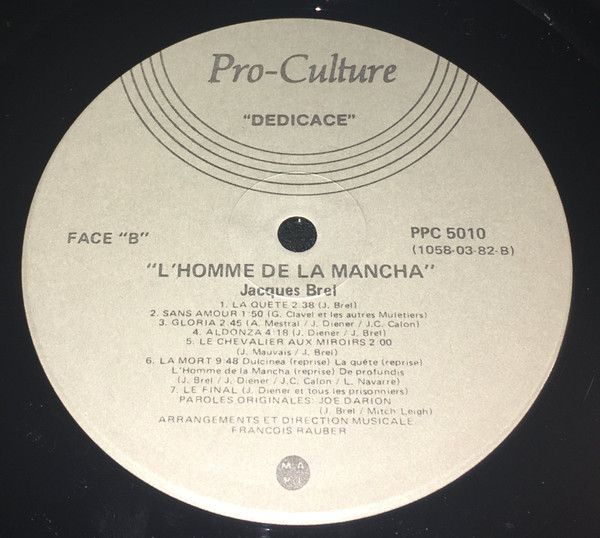 Pro-Culture
"DEDICACE"
FACE "B"
PPC 5010
(1058-03-82-B)
"L'HOMME DE LA MANCHA"
Jacques Brel
1. LA QUETE 2 38 (J. Brel)
2. SANS AMOUR 1:50 (G. Clavel et les autres Muletiers)
3. GLORIA 2 45 (A. Mestral / J. Diener / J.C. Calon)
4. ALDONZA 4 18 (J. Diener / J. Brel)
5. LE CHEVALIER AUX MIROIRS 2 00
(J. Mauvais / J. Brel)
6. LA MORT 9:48 Dulcinea (reprise) La quête (reprise)
L'Homme de la Mancha (reprise) De profundis
(J. Brel / J. Diener / J.C. Calon / L. Navarre)
7. LE FINAL (J. Diener et tous les prisonniers)
PAROLES ORIGINALES: JOE DARION
(J. Brel / Mitch Leigh)
ARRANGEMENTS ET DIRECTION MUSICALE
FRANCOIS RAUBER